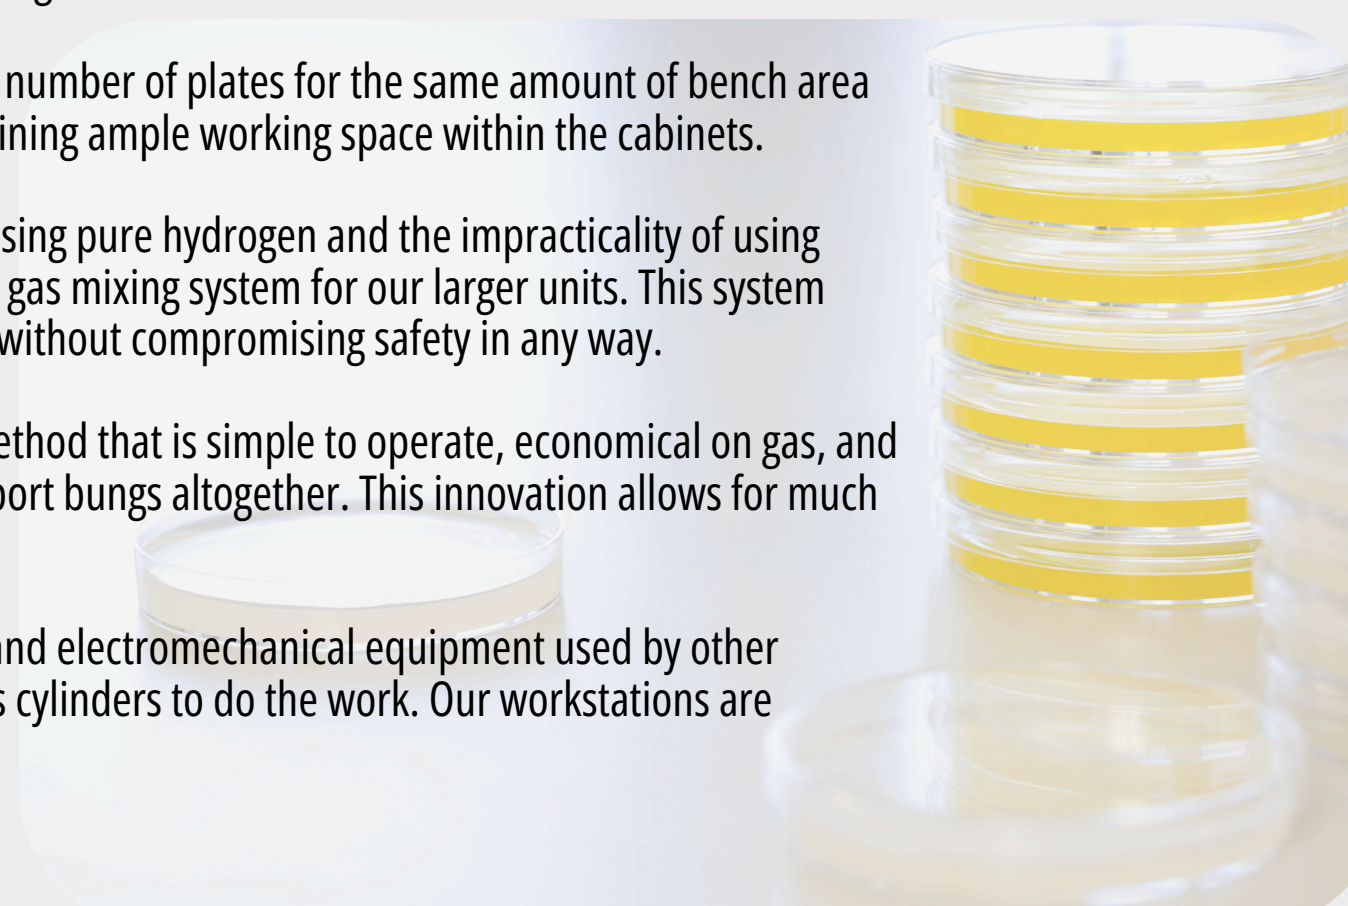 number of plates for the same amount of bench area
ining ample working space within the cabinets.
sing pure hydrogen and the impracticality of using
gas mixing system for our larger units. This system
without compromising safety in any way.
ethod that is simple to operate, economical on gas, and
port bungs altogether. This innovation allows for much
and electromechanical equipment used by other
s cylinders to do the work. Our workstations are